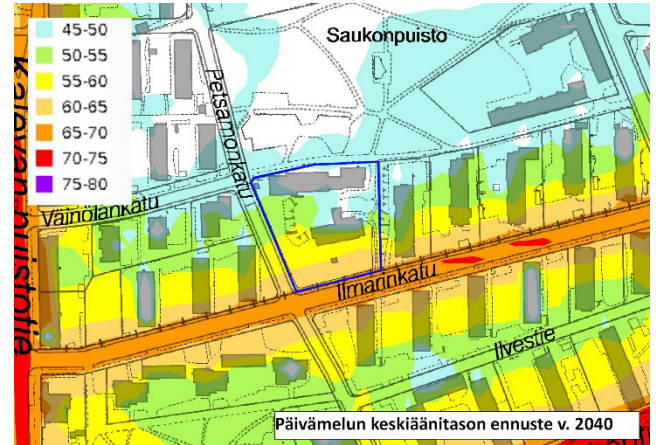 45-50
50-55
55-60
60-65
65-70
70-75
75-80
Saukonpuisto
Petsamonkatu
Väinölänkatu
Kalevan puistotie
Ilmarinkatu
Ilvestie
Päivämelun keskiäänitason ennuste v. 2040